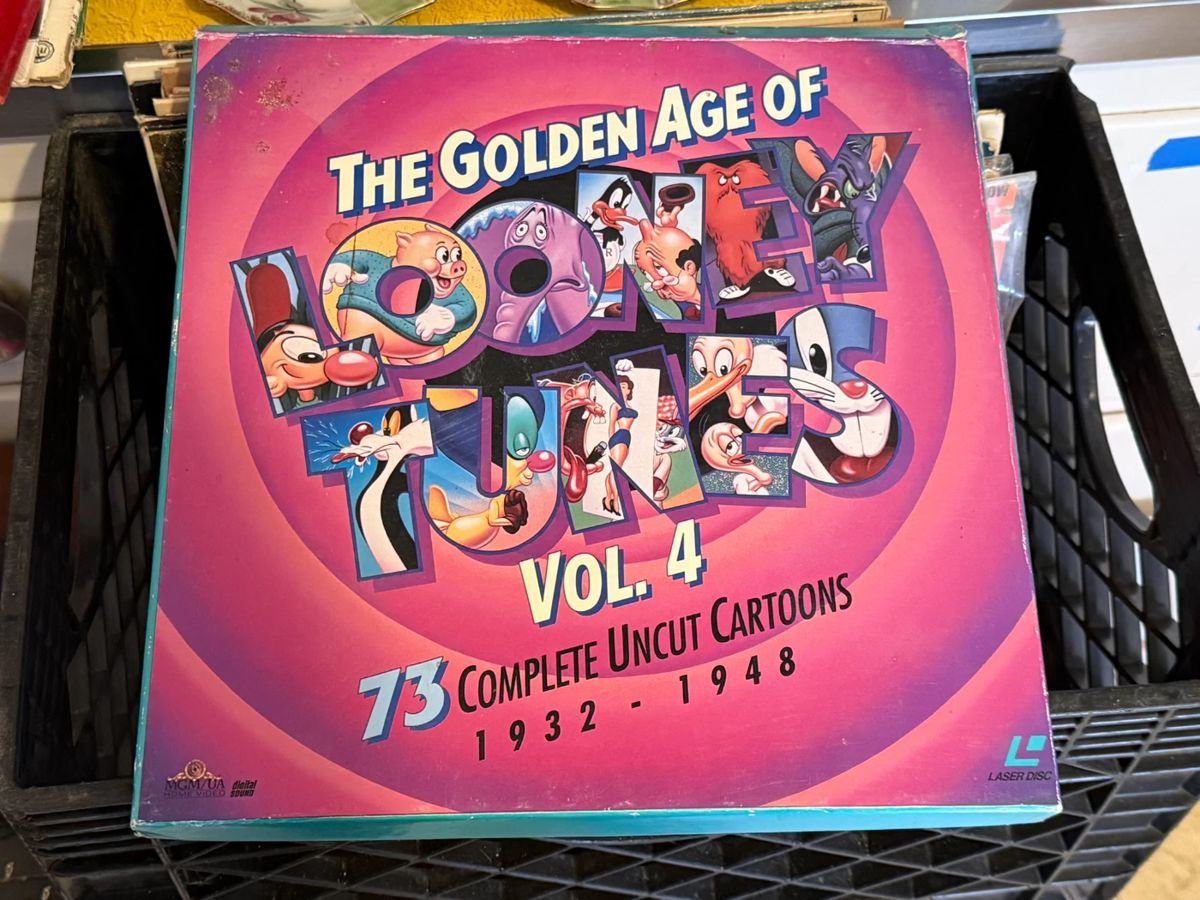 THE GOLDEN AGE OF
LOONEY
TUNES
VOL. 4
73 COMPLETE UNCUT CARTOONS
1932 - 1948
MGM/UA
HOME VIDEO
digital
SOUND
LASER DISC